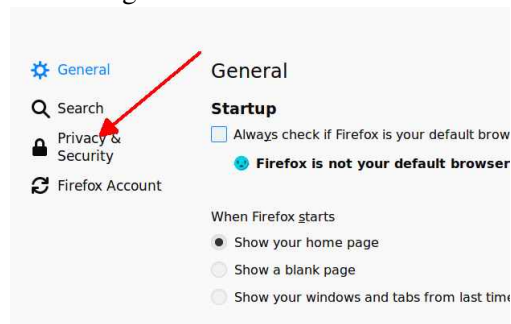 General
Search
Privacy &
Security
Firefox Account
General
Startup
Always check if Firefox is your default brow
Firefox is not your default browser
When Firefox starts
Show your home page
Show a blank page
Show your windows and tabs from last time